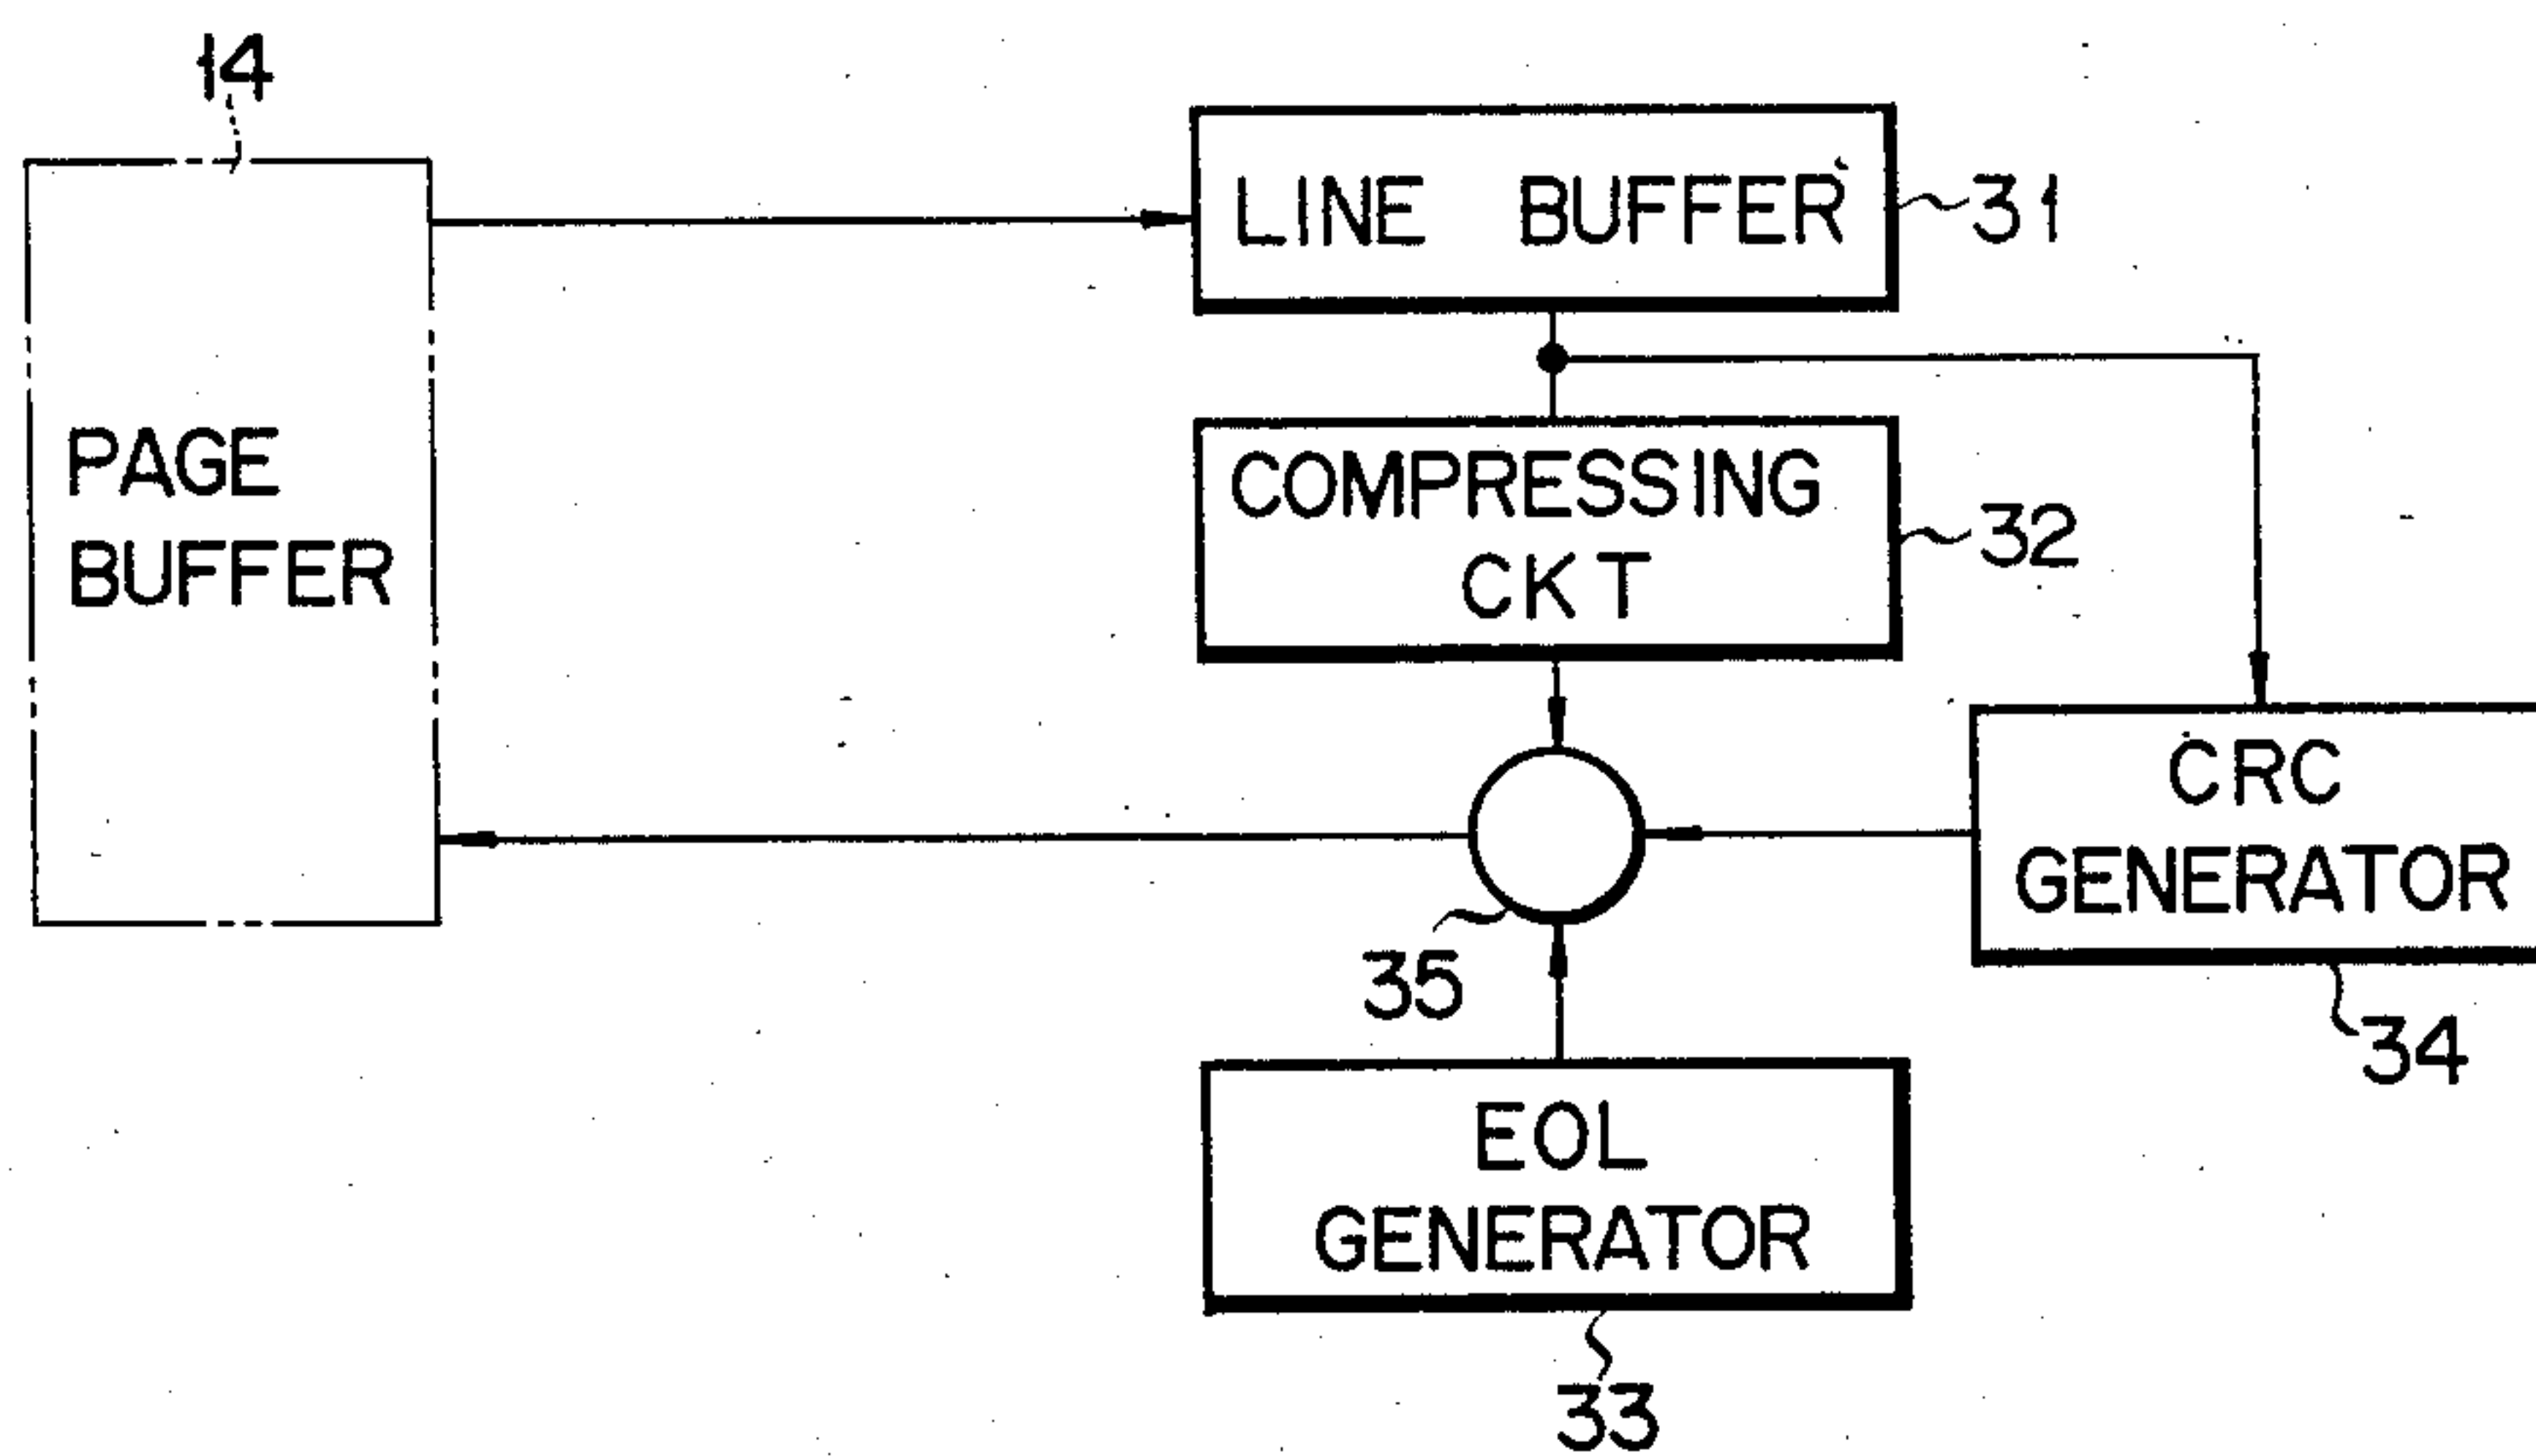 14
PAGE
BUFFER
LINE BUFFER
31
COMPRESSING
CKT
32
CRC
GENERATOR
34
35
EOL
GENERATOR
33